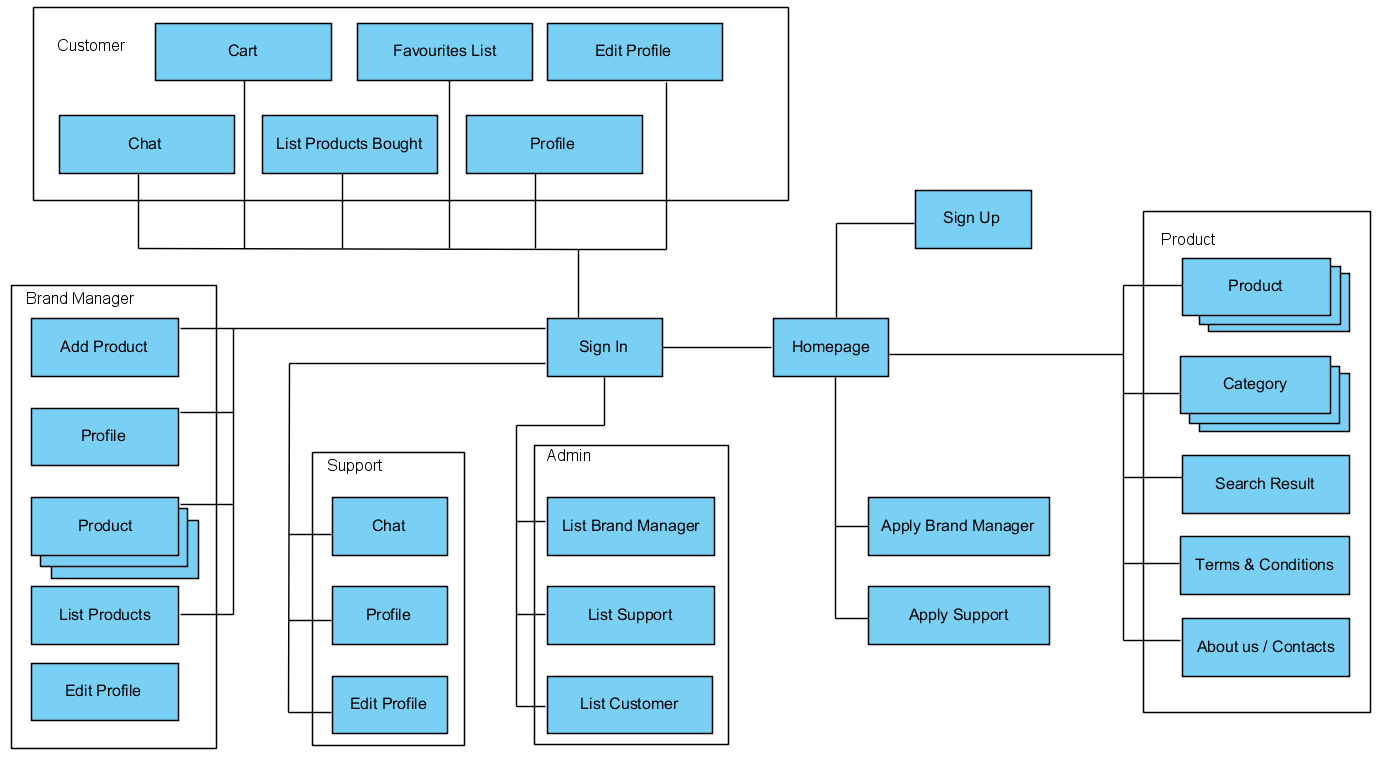 Customer
Cart
Favourites List
Edit Profile
Chat
List Products Bought
Profile
Sign Up
Product
Product
Category
Search Result
Terms & Conditions
About us / Contacts
Brand Manager
Add Product
Profile
Product
List Products
Edit Profile
Sign In
Homepage
Support
Chat
Profile
Edit Profile
Admin
List Brand Manager
List Support
List Customer
Apply Brand Manager
Apply Support